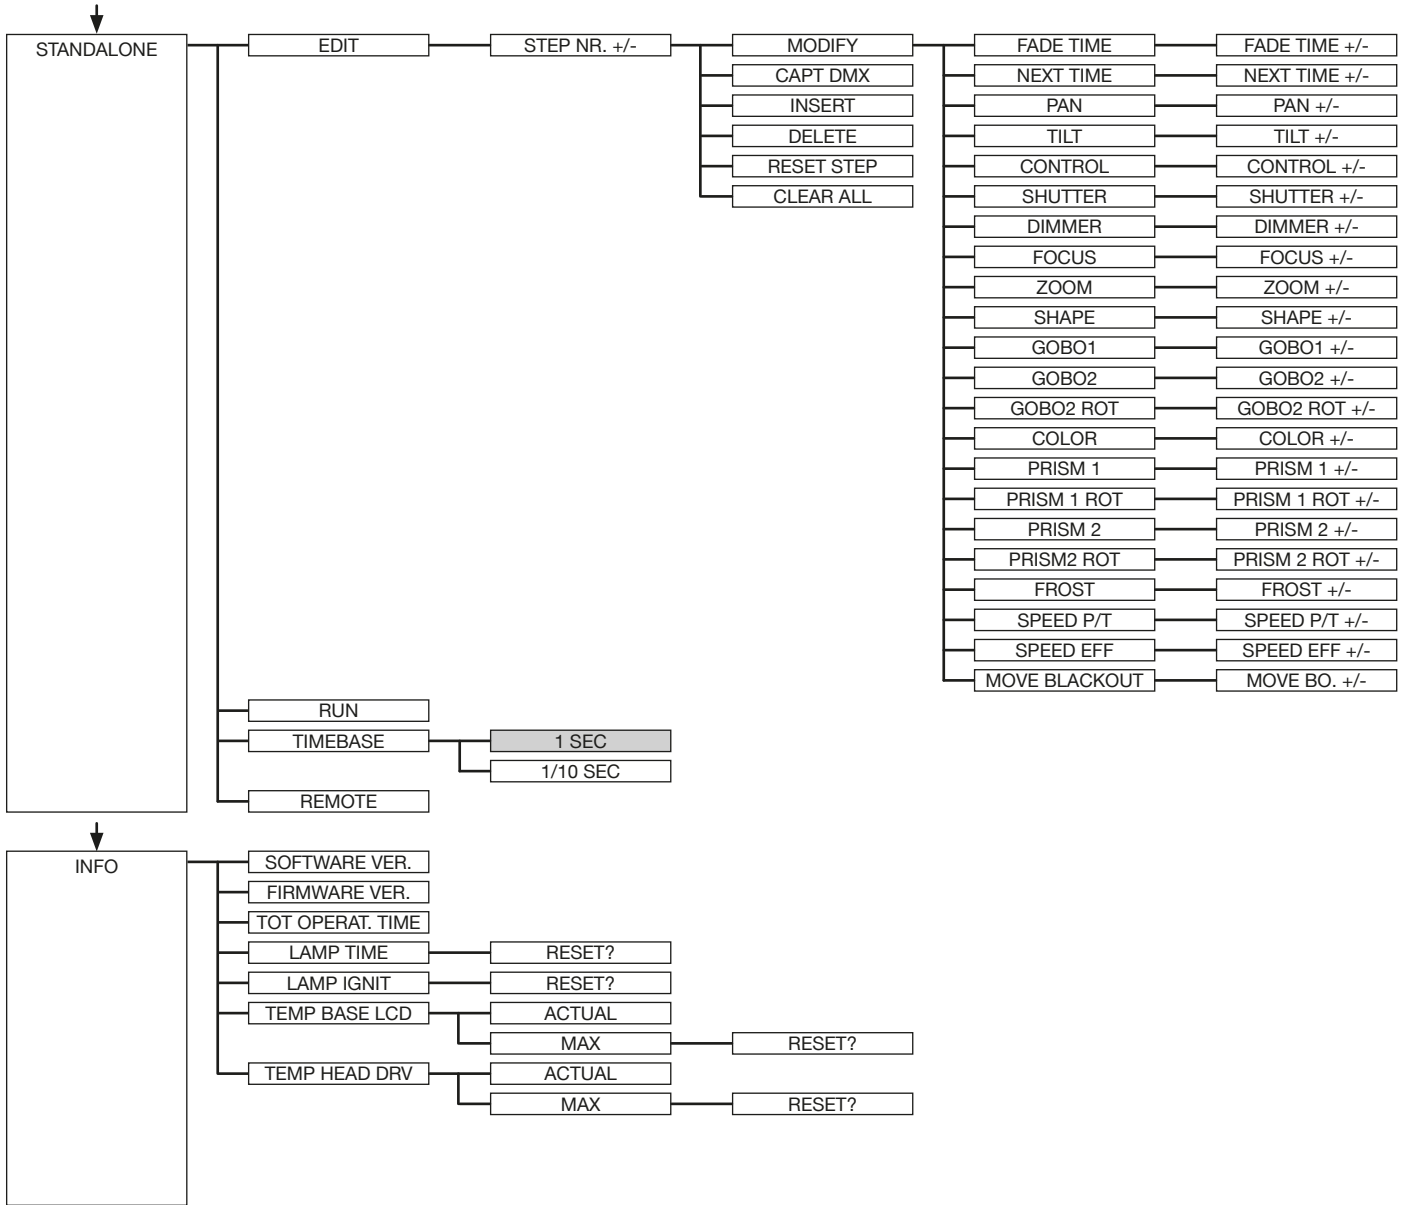 STANDALONE EDIT STEP NR. +/- MODIFY FADE TIME FADE TIME +/-
CAPT DMX NEXT TIME NEXT TIME +/-
INSERT PAN PAN +/-
DELETE TILT TILT +/-
RESET STEP CONTROL CONTROL +/-
CLEAR ALL SHUTTER SHUTTER +/-
DIMMER DIMMER +/-
FOCUS FOCUS +/-
ZOOM ZOOM +/-
SHAPE SHAPE +/-
GOBO1 GOBO1 +/-
GOBO2 GOBO2 +/-
GOBO2 ROT GOBO2 ROT +/-
COLOR COLOR +/-
PRISM 1 PRISM 1 +/-
PRISM 1 ROT PRISM 1 ROT +/-
PRISM 2 PRISM 2 +/-
PRISM2 ROT PRISM 2 ROT +/-
FROST FROST +/-
SPEED P/T SPEED P/T +/-
SPEED EFF SPEED EFF +/-
MOVE BLACKOUT MOVE BO. +/-
RUN
TIMEBASE 1 SEC
1/10 SEC
REMOTE
INFO SOFTWARE VER.
FIRMWARE VER.
TOT OPERAT. TIME
LAMP TIME RESET?
LAMP IGNIT RESET?
TEMP BASE LCD ACTUAL
MAX RESET?
TEMP HEAD DRV ACTUAL
MAX RESET?